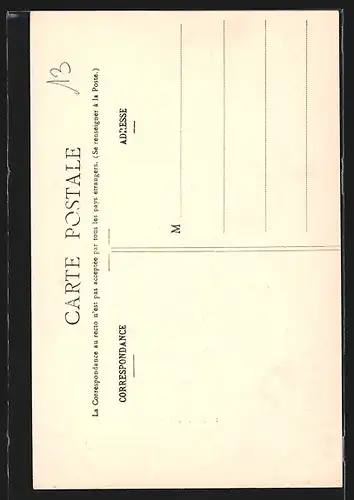 13
CARTE POSTALE
La Correspondance au recto n'est pas acceptée par tous les pays étrangers. (Se renseigner à la Poste.)
CORRESPONDANCE
ADRESSE
M